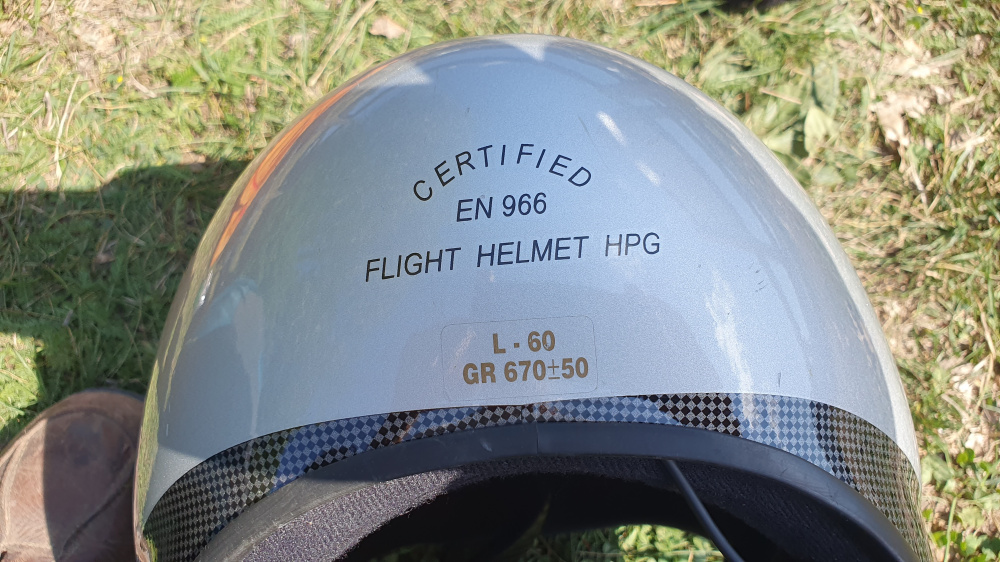 CERTIFIED
EN 966
FLIGHT HELMET HPG
L - 60
GR 670±50